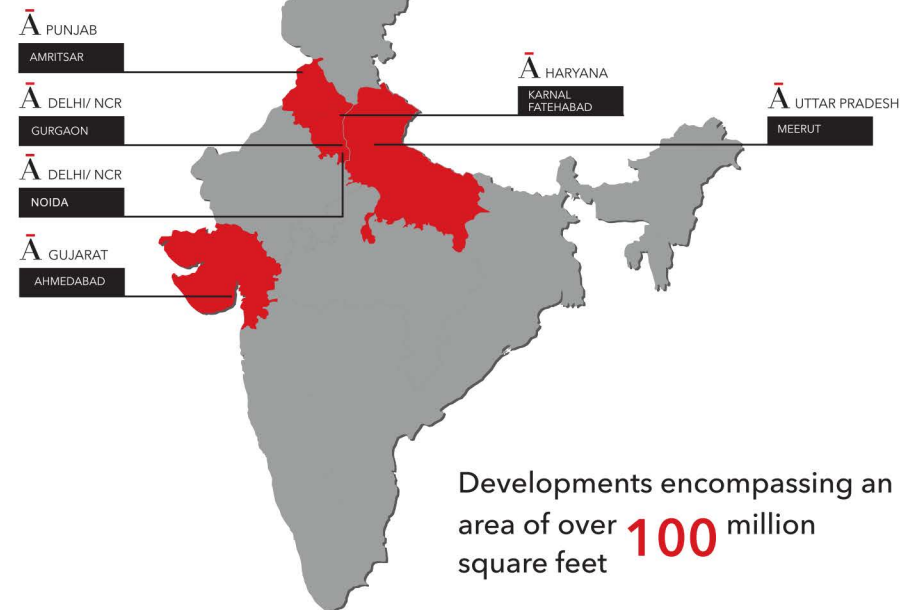 Ā PUNJAB
AMRITSAR
Ā DELHI/ NCR
GURGAON
Ā DELHI/ NCR
NOIDA
Ā GUJARAT
AHMEDABAD
Ā HARYANA
KARNAL
FATEHABAD
Ā UTTAR PRADESH
MEERUT
Developments encompassing an
area of over 100 million
square feet